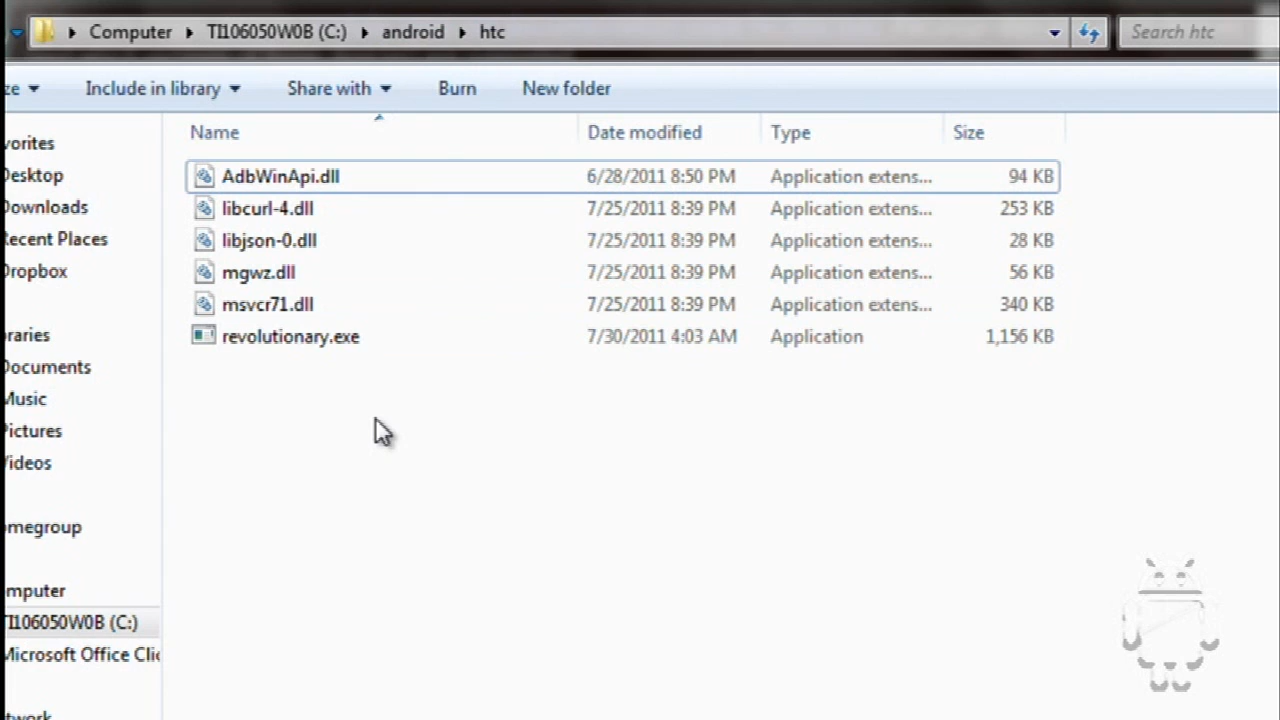 Computer TI106050W0B (C:) android htc Search htc
ze Include in library Share with Burn New folder
Name Date modified Type Size
vorites
Desktop
Downloads
Recent Places
Dropbox
braries
Documents
Music
Pictures
Videos
omegroup
mputer
TI106050W0B (C:)
Microsoft Office Clic
twork
AdbWinApi.dll 6/28/2011 8:50 PM Application extens... 94 KB
libcurl-4.dll 7/25/2011 8:39 PM Application extens... 253 KB
libjson-0.dll 7/25/2011 8:39 PM Application extens... 28 KB
mgwz.dll 7/25/2011 8:39 PM Application extens... 56 KB
msvcr71.dll 7/25/2011 8:39 PM Application extens... 340 KB
revolutionary.exe 7/30/2011 4:03 AM Application 1,156 KB